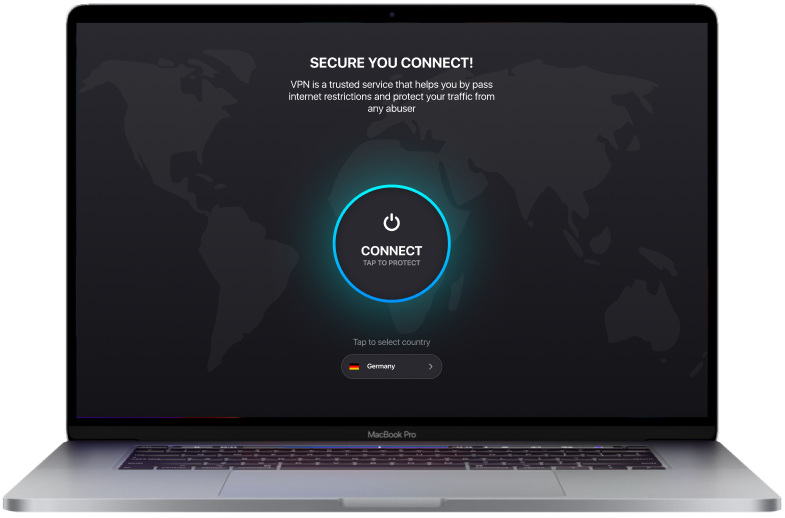 SECURE YOU CONNECT!
VPN is a trusted service that helps you by pass
internet restrictions and protect your traffic from
any abuser
CONNECT
TAP TO PROTECT
Tap to select country
Germany
MacBook Pro